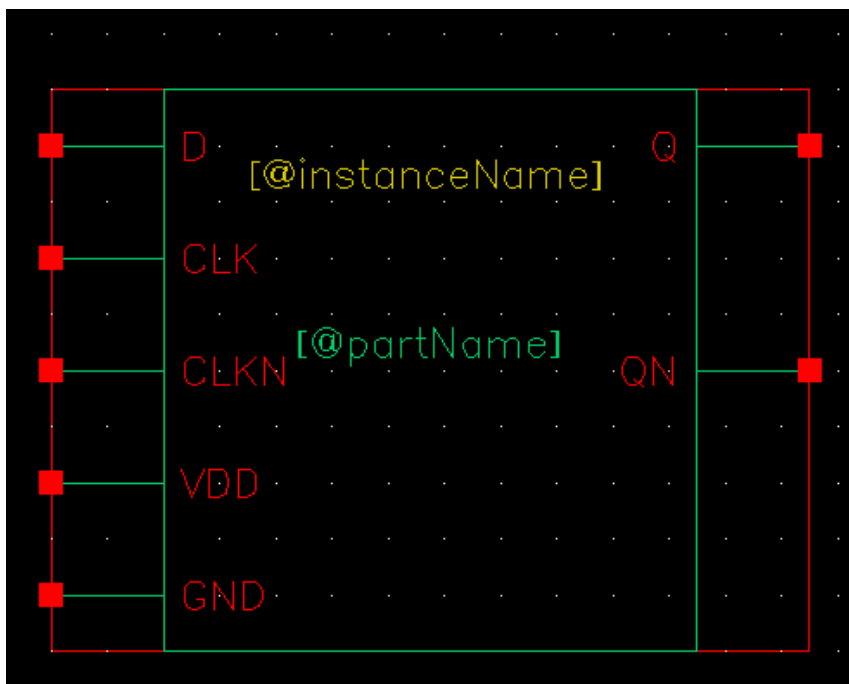 D Q
[@instanceName]
CLK
[@partName]
CLKN QN
VDD
GND